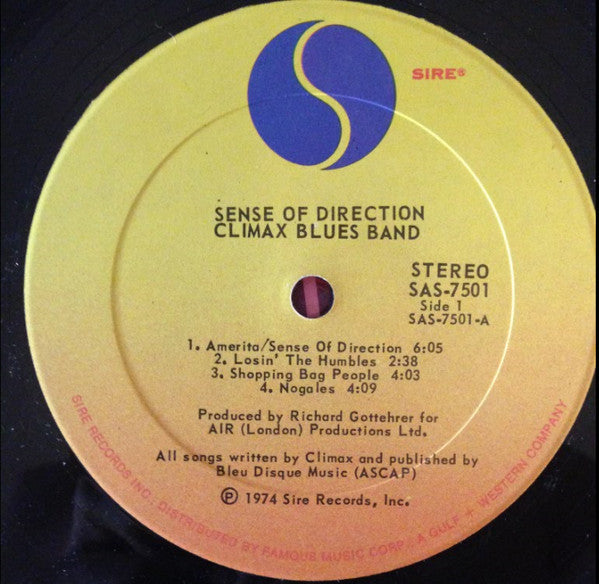 SIRE®
SENSE OF DIRECTION
CLIMAX BLUES BAND
STEREO
SAS-7501
Side 1
SAS-7501-A
1. Amerita/Sense Of Direction 6:05
2. Losin' The Humbles 2:38
3. Shopping Bag People 4:03
4. Nogales 4:09
Produced by Richard Gottehrer for
AIR (London) Productions Ltd.
All songs written by Climax and published by
Bleu Disque Music (ASCAP)
℗ 1974 Sire Records, Inc.
SIRE RECORDS INC., DISTRIBUTED BY FAMOUS MUSIC CORP., A GULF + WESTERN COMPANY